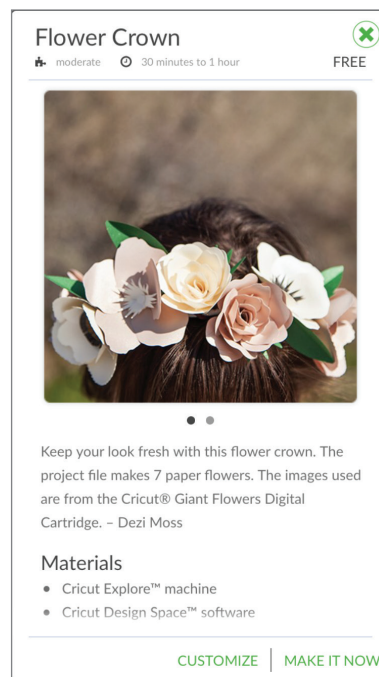 Flower Crown
moderate 30 minutes to 1 hour FREE
Keep your look fresh with this flower crown. The
project file makes 7 paper flowers. The images used
are from the Cricut® Giant Flowers Digital
Cartridge. – Dezi Moss
Materials
• Cricut Explore™ machine
• Cricut Design Space™ software
CUSTOMIZE | MAKE IT NOW